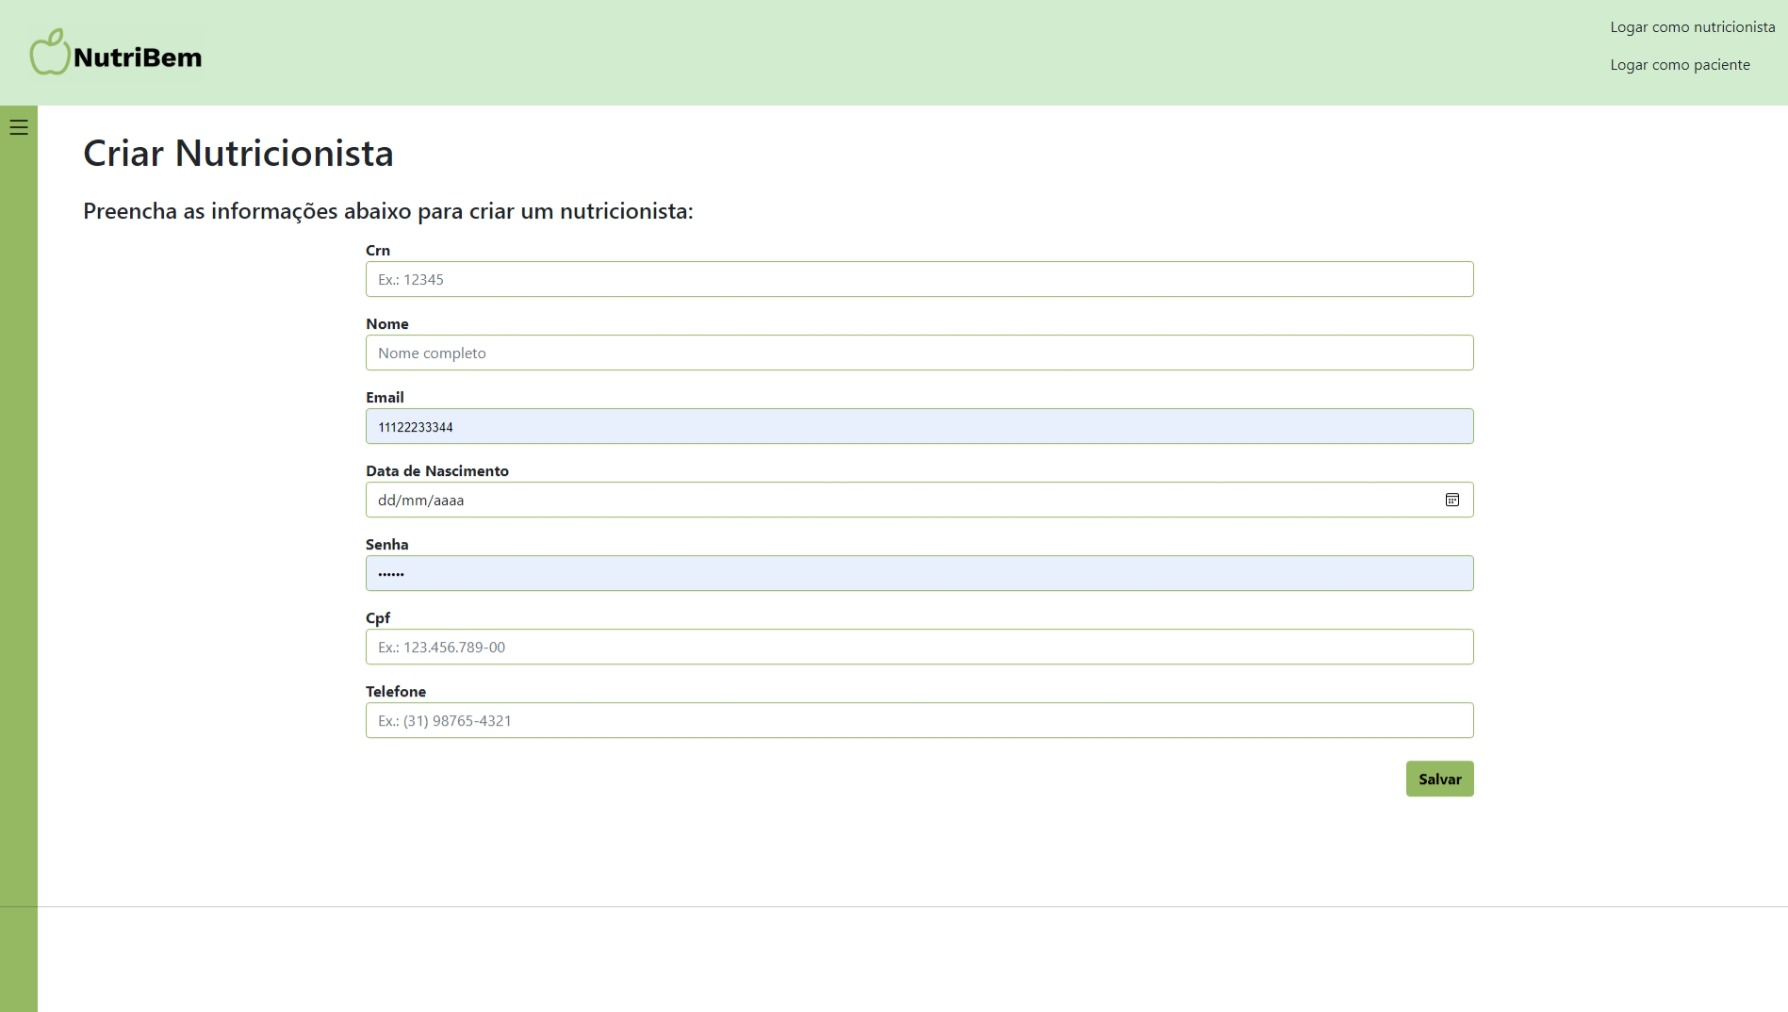 NutriBem
Logar como nutricionista
Logar como paciente
Criar Nutricionista
Preencha as informações abaixo para criar um nutricionista:
Crn
Ex.: 12345
Nome
Nome completo
Email
11122233344
Data de Nascimento
dd/mm/aaaa
Senha
••••••
Cpf
Ex.: 123.456.789-00
Telefone
Ex.: (31) 98765-4321
Salvar